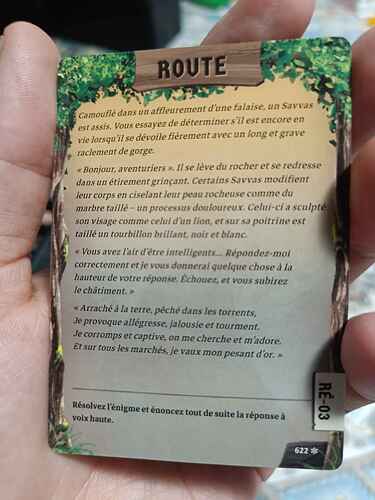 ROUTE
Camouflé dans un affleurement d'une falaise, un Savvas
est assis. Vous essayez de déterminer s'il est encore en
vie lorsqu'il se dévoile fièrement avec un long et grave
raclement de gorge.
« Bonjour, aventuriers ». Il se lève du rocher et se redresse
dans un étirement grinçant. Certains Savvas modifient
leur corps en ciselant leur peau rocheuse comme du
marbre taillé – un processus douloureux. Celui-ci a sculpté
son visage comme celui d'un lion, et sur sa poitrine est
taillé un tourbillon brillant, noir et blanc.
« Vous avez l'air d'être intelligents... Répondez-moi
correctement et je vous donnerai quelque chose à la
hauteur de votre réponse. Échouez, et vous subirez
le châtiment. »
« Arraché à la terre, pêché dans les torrents,
Je provoque allégresse, jalousie et tourment.
Je corromps et captive, on me cherche et m'adore.
Et sur tous les marchés, je vaux mon pesant d'or. »
Résolvez l'énigme et énoncez tout de suite la réponse à
voix haute.
RÉ-03
622